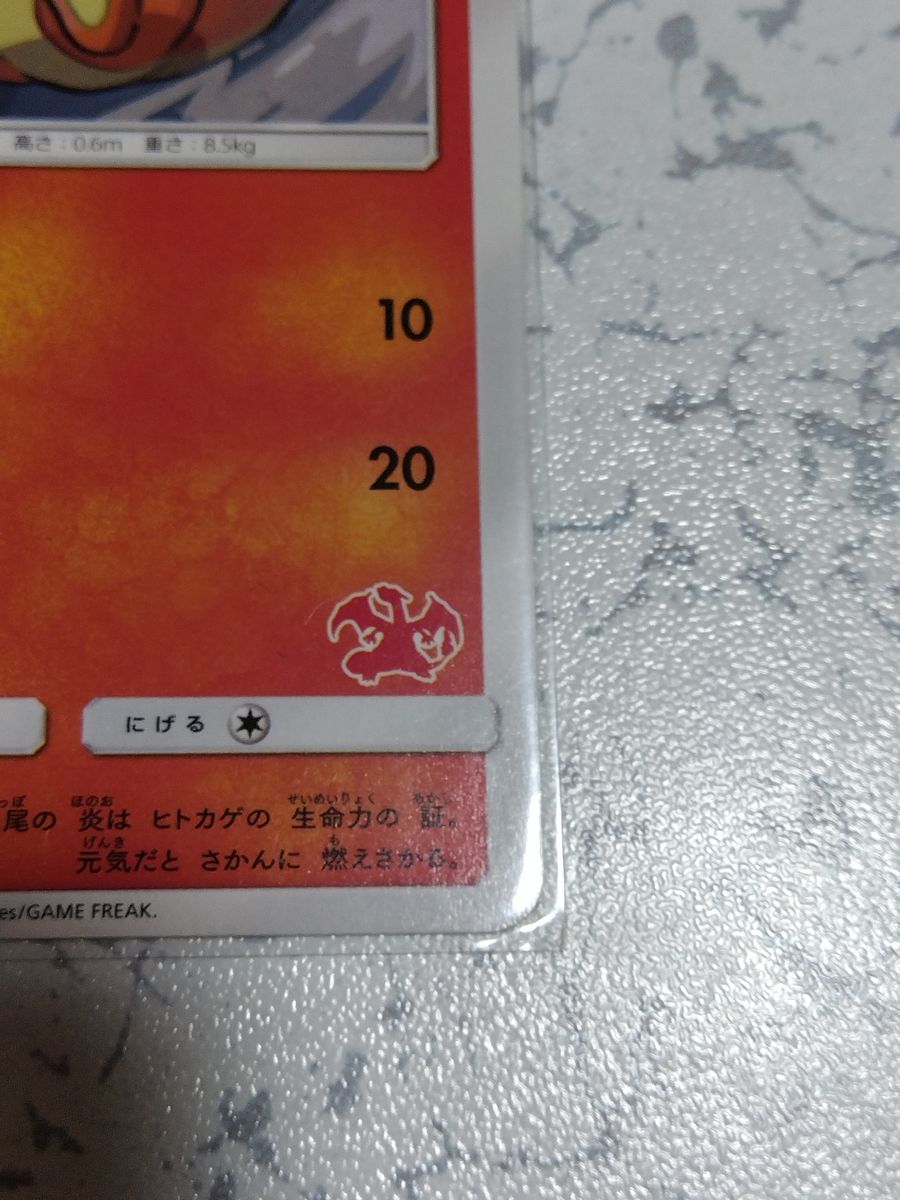 高さ：0.6m 重さ：8.5kg
10
20
にげる
尾の 炎は ヒトカゲの 生命力の 証。
元気だと さかんに 燃えさかる。
es/GAME FREAK.